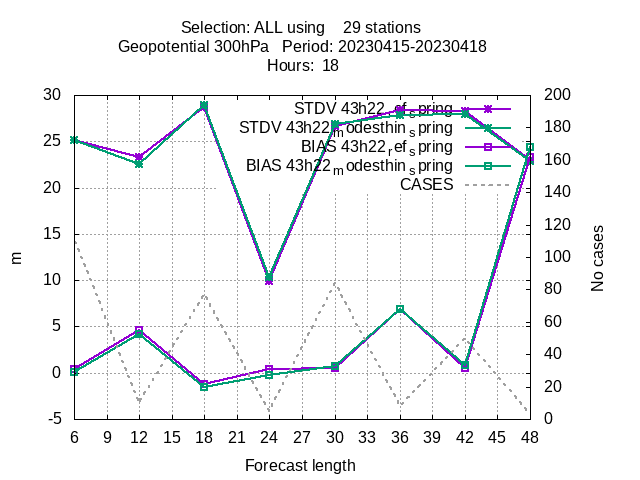 Selection: ALL using    29 stations
Geopotential 300hPa   Period: 20230415-20230418
Hours:  18
30
25
20
15
10
5
0
-5
200
180
160
140
120
100
80
60
40
20
0
m
No cases
STDV 43h22_ref_spring
STDV 43h22_modesthin_spring
BIAS 43h22_ref_spring
BIAS 43h22_modesthin_spring
CASES
6 9 12 15 18 21 24 27 30 33 36 39 42 45 48
Forecast length